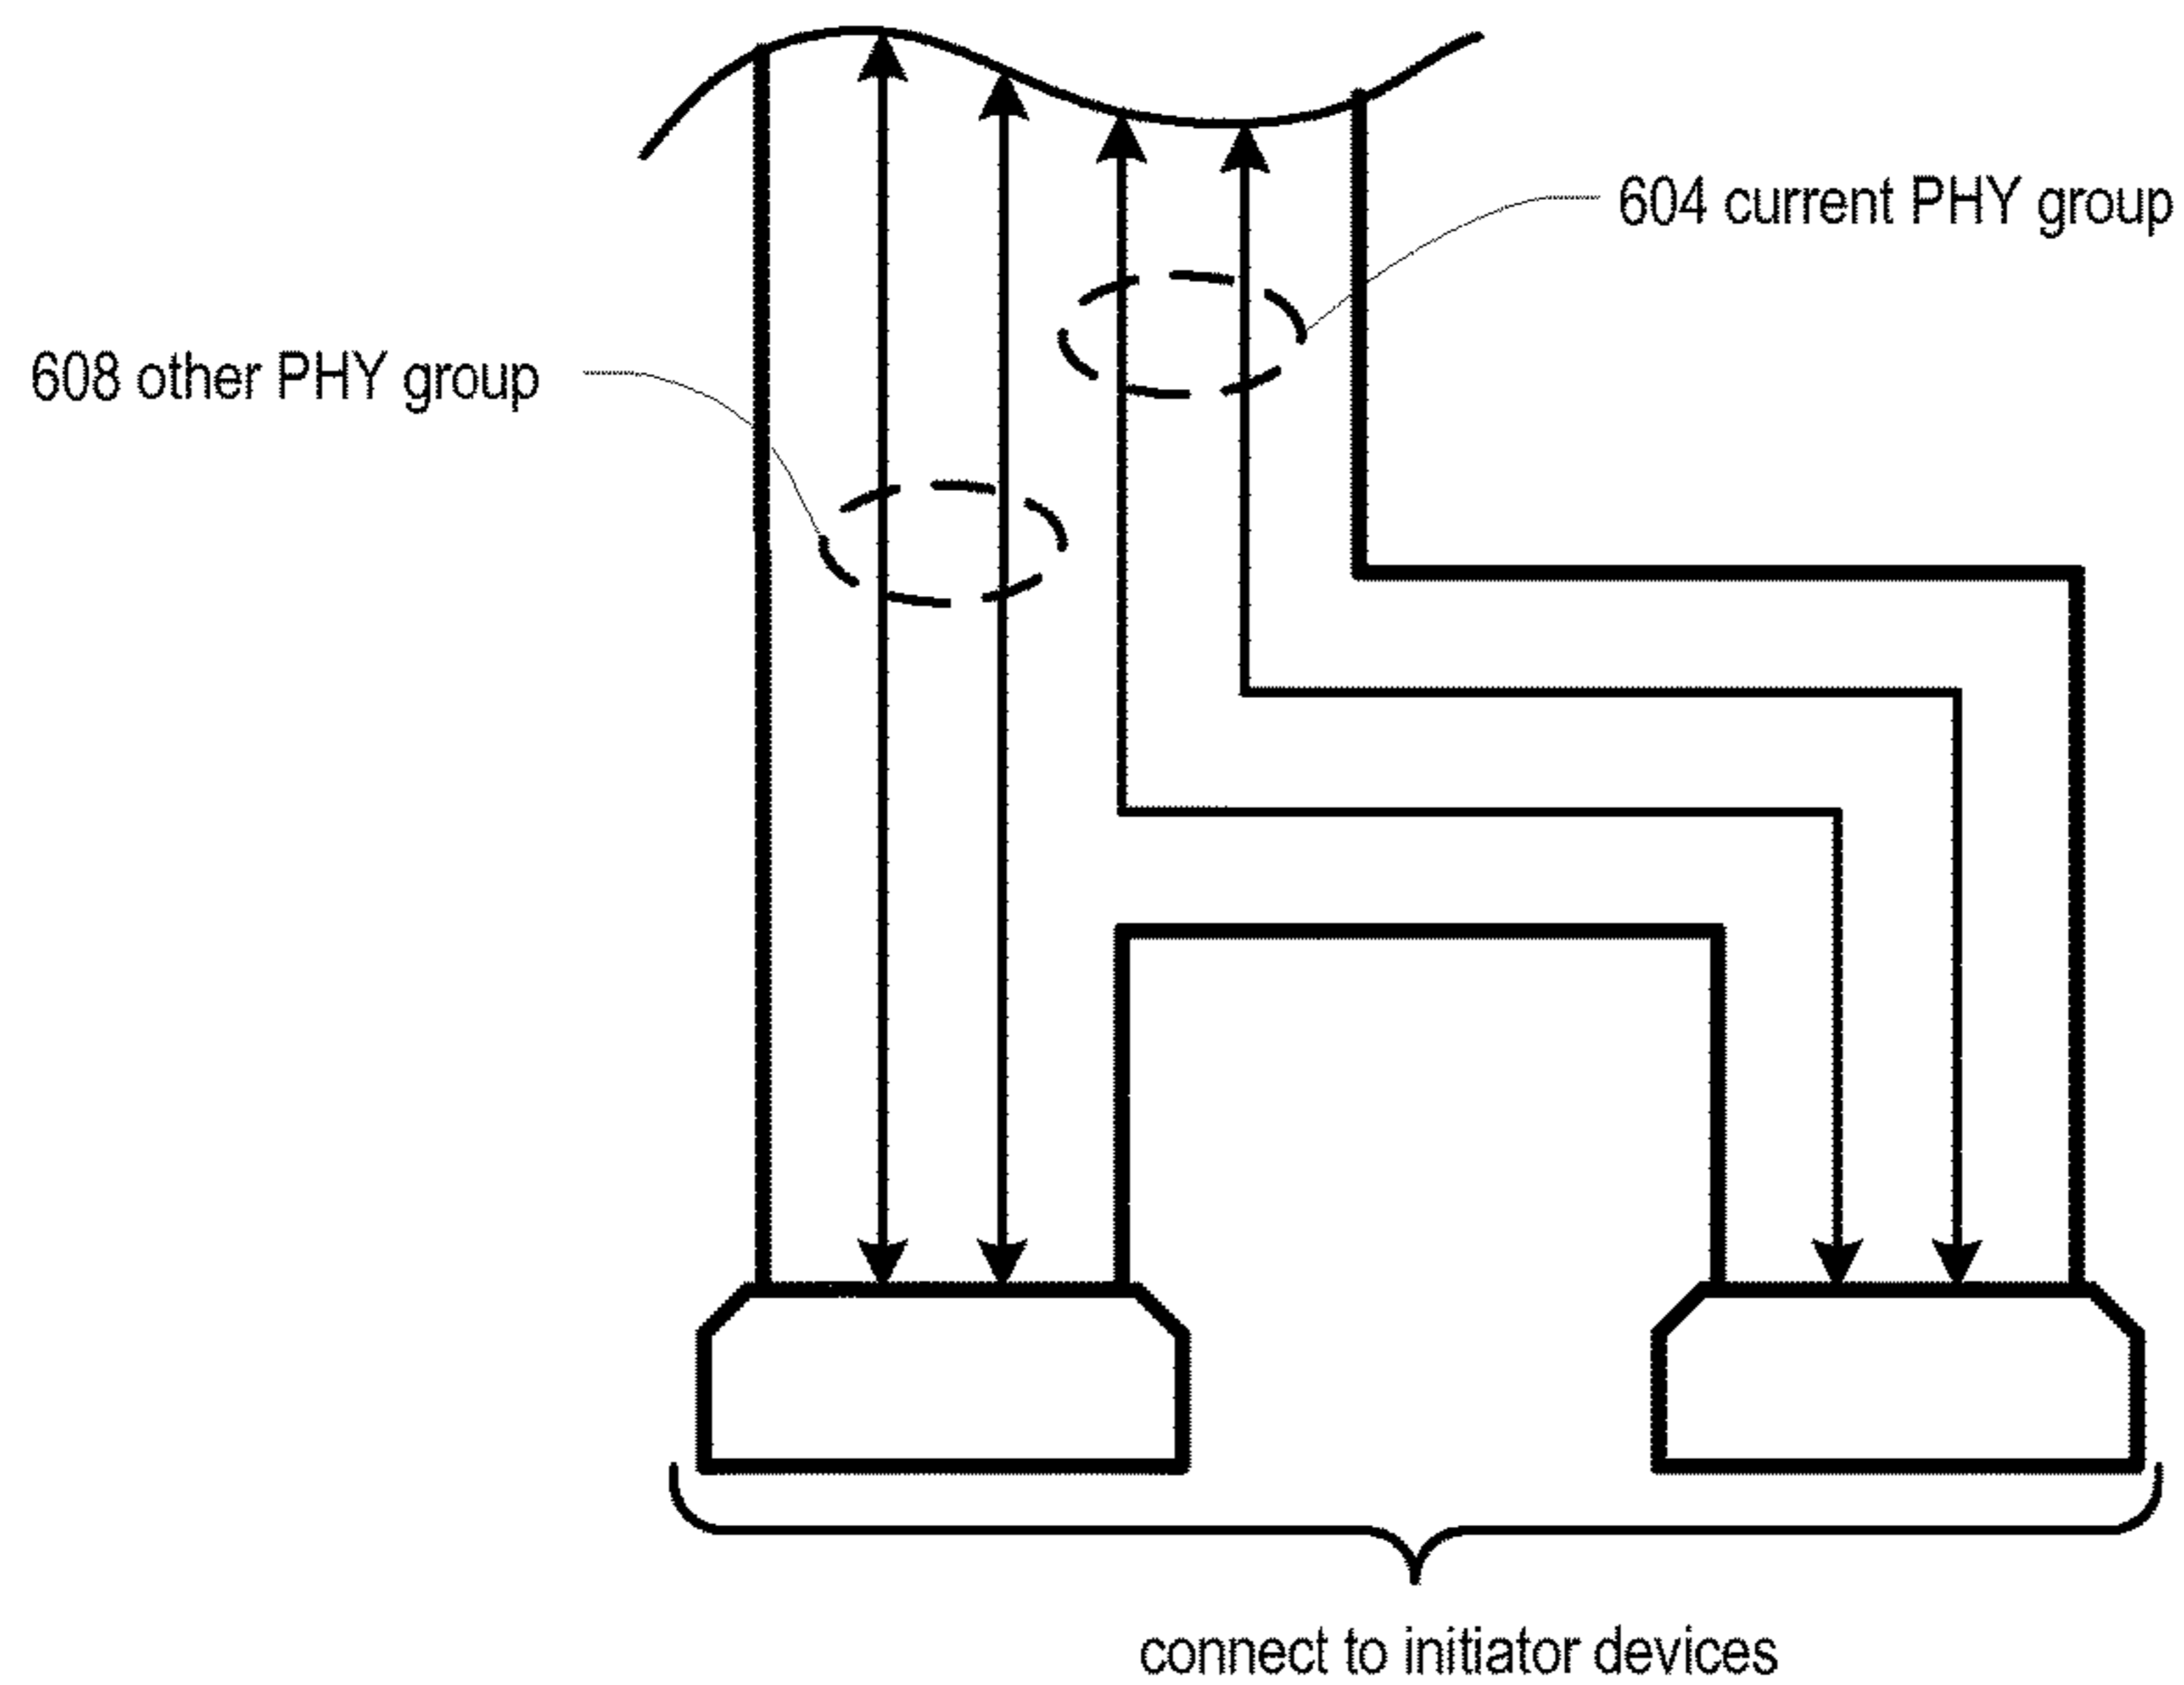 604 current PHY group
608 other PHY group
connect to initiator devices